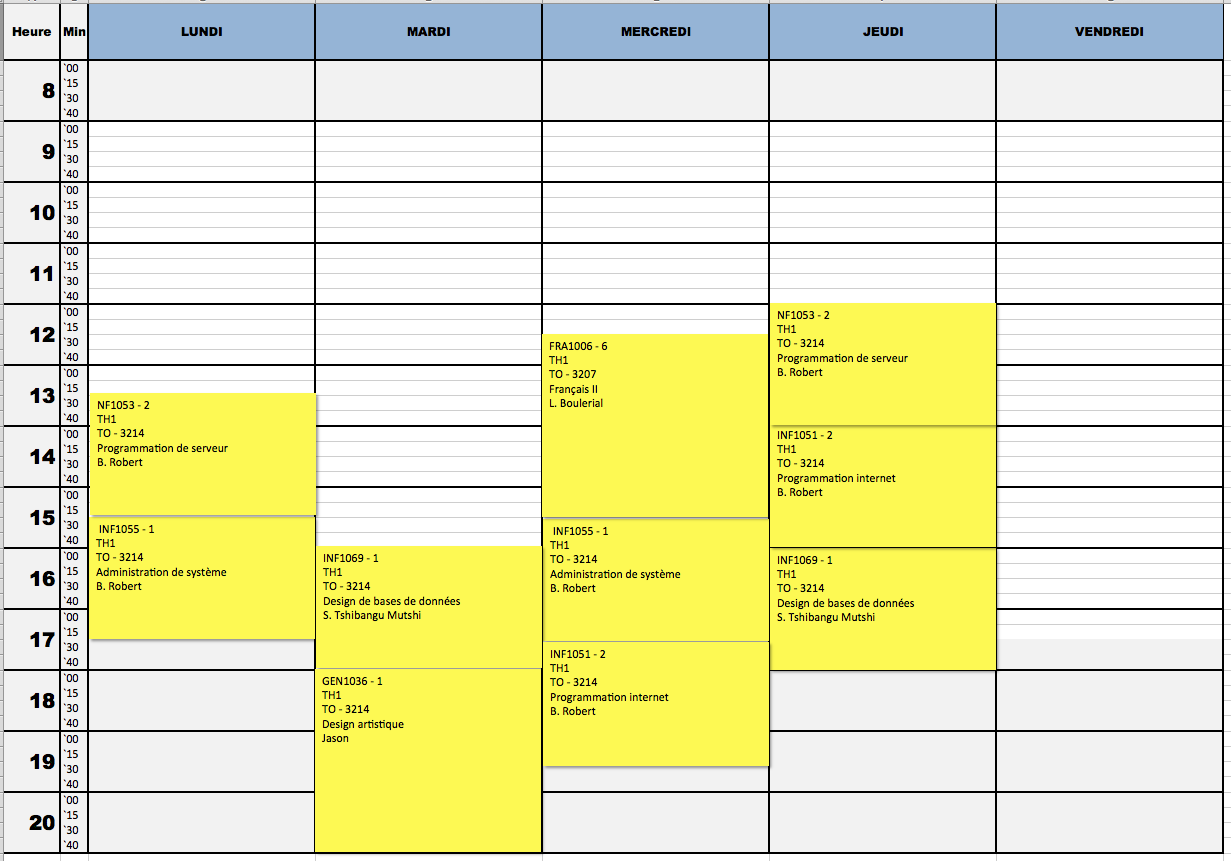 Heure Min LUNDI MARDI MERCREDI JEUDI VENDREDI
8
`00
`15
`30
`40
9
`00
`15
`30
`40
10
`00
`15
`30
`40
11
`00
`15
`30
`40
12
`00
`15
`30
`40
13
`00
`15
`30
`40
14
`00
`15
`30
`40
15
`00
`15
`30
`40
16
`00
`15
`30
`40
17
`00
`15
`30
`40
18
`00
`15
`30
`40
19
`00
`15
`30
`40
20
`00
`15
`30
`40
NF1053 - 2
TH1
TO - 3214
Programmation de serveur
B. Robert
INF1055 - 1
TH1
TO - 3214
Administration de système
B. Robert
INF1069 - 1
TH1
TO - 3214
Design de bases de données
S. Tshibangu Mutshi
GEN1036 - 1
TH1
TO - 3214
Design artistique
Jason
FRA1006 - 6
TH1
TO - 3207
Français II
L. Boulerial
INF1055 - 1
TH1
TO - 3214
Administration de système
B. Robert
INF1051 - 2
TH1
TO - 3214
Programmation internet
B. Robert
NF1053 - 2
TH1
TO - 3214
Programmation de serveur
B. Robert
INF1051 - 2
TH1
TO - 3214
Programmation internet
B. Robert
INF1069 - 1
TH1
TO - 3214
Design de bases de données
S. Tshibangu Mutshi